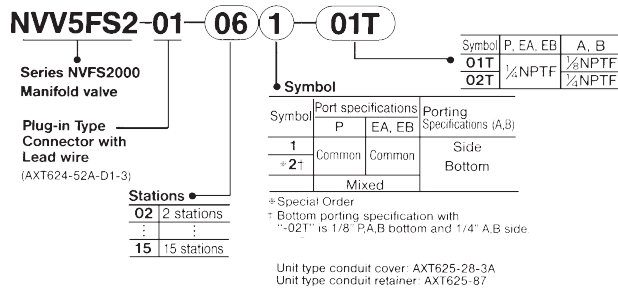 NVV5FS2-01-06 1-01T
Series NVFS2000
Manifold valve
Plug-in Type
Connector with
Lead wire
(AXT624-52A-D1-3)
Stations
02 2 stations
⋮ ⋮
15 15 stations
Symbol
Symbol Port specifications Porting
Specifications (A,B)
P EA, EB
1 Common Common Side
*2† Bottom
Mixed
*Special Order
† Bottom porting specification with
"-02T" is 1/8" P,A,B bottom and 1/4" A,B side.
Unit type conduit cover: AXT625-28-3A
Unit type conduit retainer: AXT625-87
Symbol P, EA, EB A, B
01T 1/4NPTF 1/8NPTF
02T 1/4NPTF